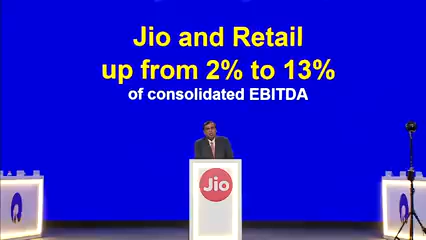 Jio and Retail
up from 2% to 13%
of consolidated EBITDA
Jio